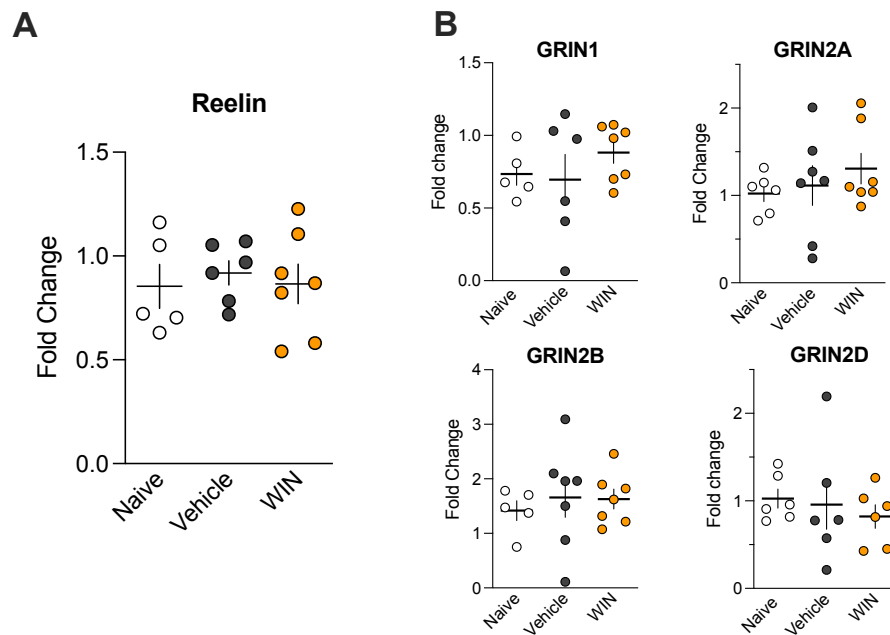 A
Reelin
Fold Change
1.5
1.0
0.5
0.0
Naive
Vehicle
WIN
B
GRIN1
Fold change
1.5
1.0
0.5
0.0
Naive
Vehicle
WIN
GRIN2A
Fold Change
2
1
0
Naive
Vehicle
WIN
GRIN2B
Fold Change
4
3
2
1
0
Naive
Vehicle
WIN
GRIN2D
Fold Change
2
1
0
Naive
Vehicle
WIN